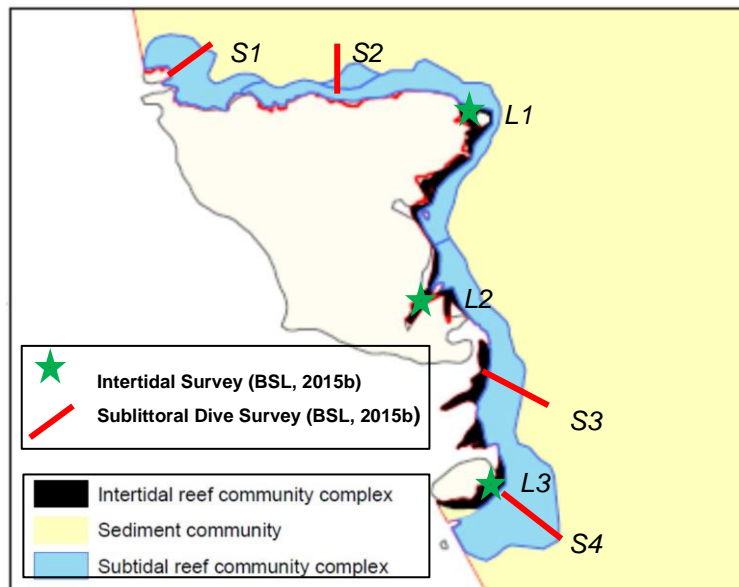 S1
S2
L1
L2
Intertidal Survey (BSL, 2015b)
Sublittoral Dive Survey (BSL, 2015b)
S3
L3
Intertidal reef community complex
Sediment community
S4
Subtidal reef community complex